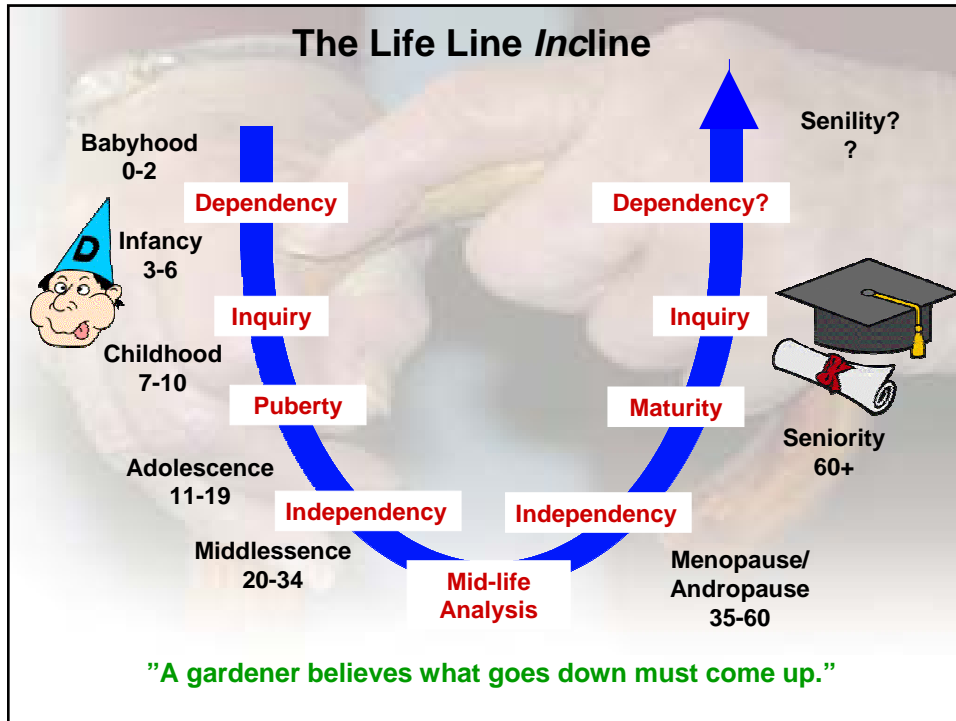 The Life Line Incline
Babyhood
0-2
Senility?
?
Dependency
Dependency?
D
Infancy
3-6
Inquiry
Inquiry
Childhood
7-10
Puberty
Maturity
Seniority
60+
Adolescence
11-19
Independency
Independency
Middlessence
20-34
Menopause/
Andropause
35-60
Mid-life
Analysis
”A gardener believes what goes down must come up.”